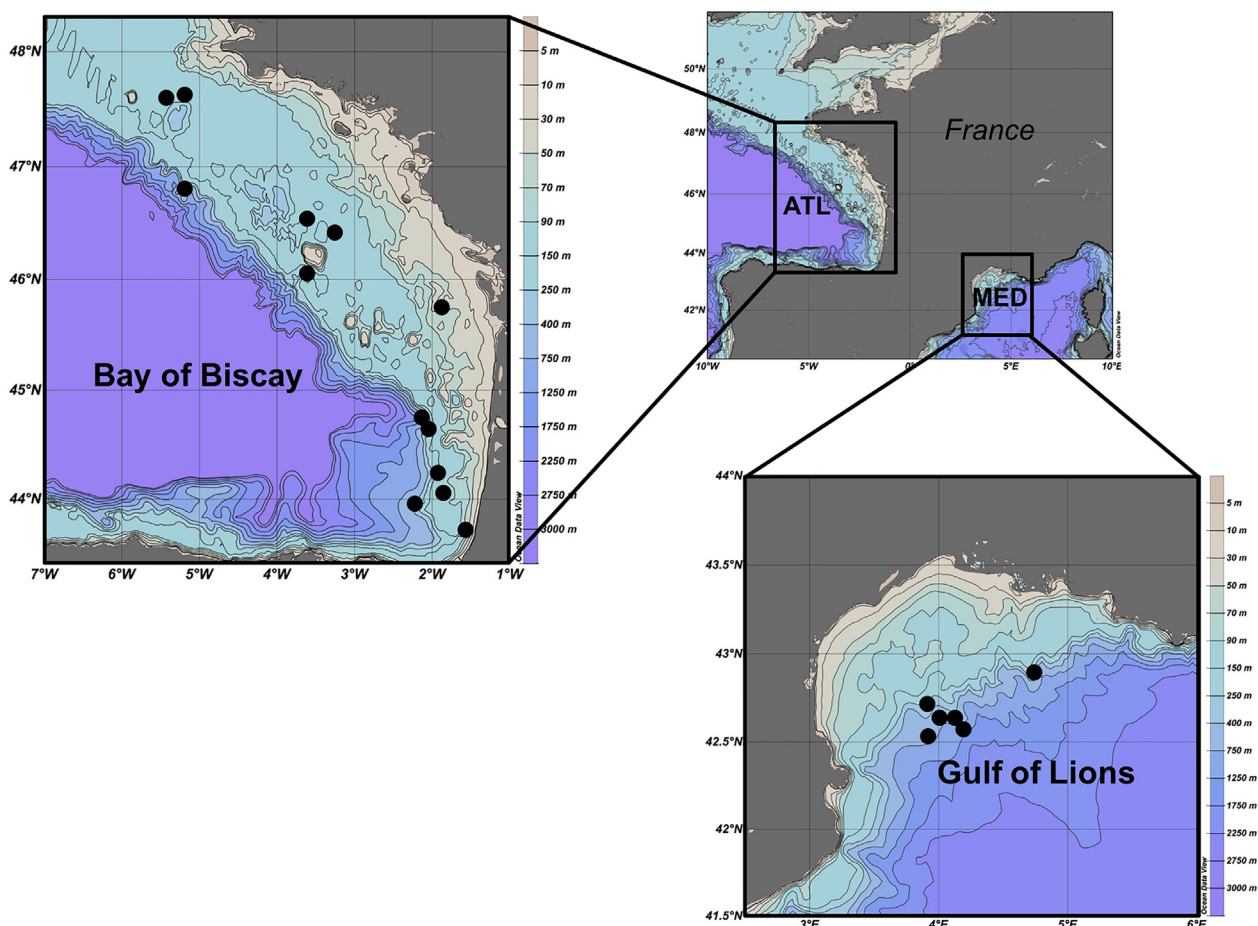 48°N
47°N
46°N
45°N
44°N
7°W
6°W
5°W
4°W
3°W
2°W
1°W
Bay of Biscay
5 m
10 m
30 m
50 m
70 m
90 m
150 m
250 m
400 m
750 m
1250 m
1750 m
2250 m
2750 m
3000 m
Ocean Data View
50°N
48°N
46°N
44°N
42°N
10°W
5°W
0°
5°E
10°E
France
ATL
MED
Ocean Data View
44°N
43.5°N
43°N
42.5°N
42°N
41.5°N
3°E
4°E
5°E
6°E
Gulf of Lions
5 m
10 m
30 m
50 m
70 m
90 m
150 m
250 m
400 m
750 m
1250 m
1750 m
2250 m
2750 m
3000 m
Ocean Data View